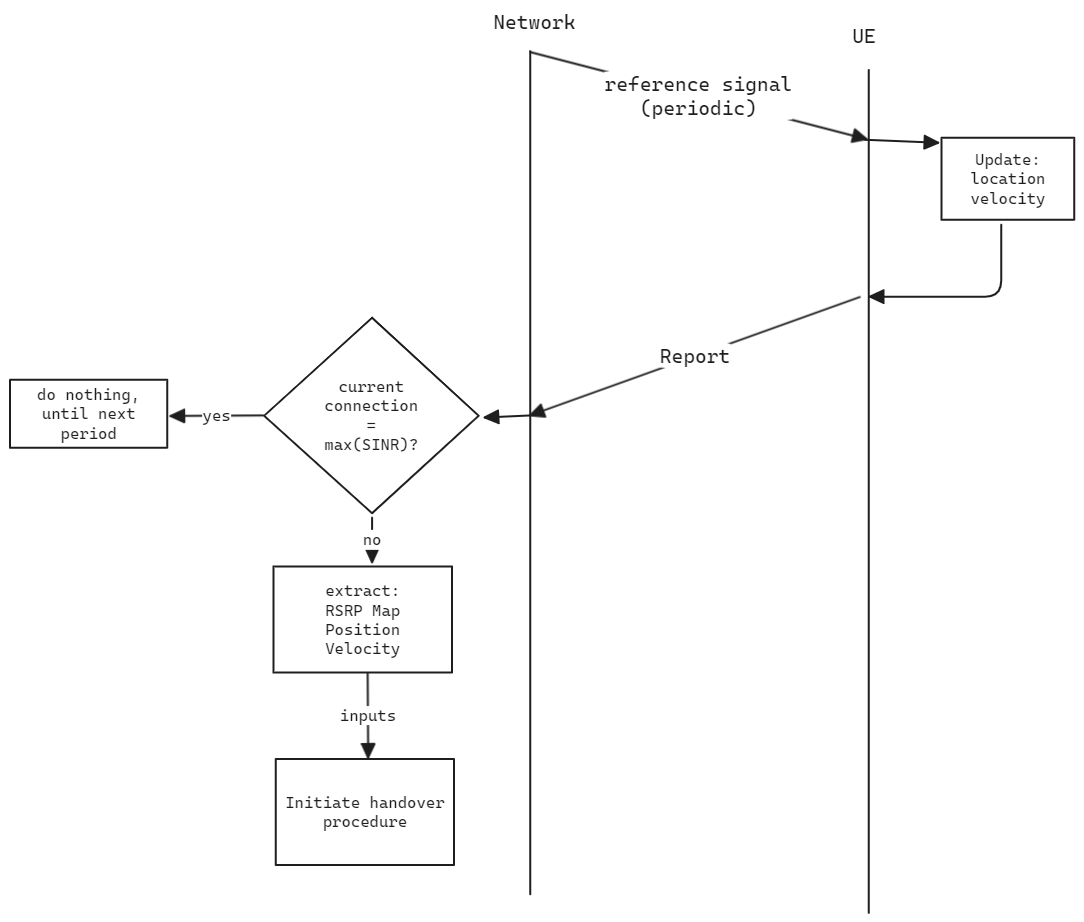 Network
UE
reference signal
(periodic)
Update:
location
velocity
Report
current
connection
=
max(SINR)?
yes
do nothing,
until next
period
no
extract:
RSRP Map
Position
Velocity
inputs
Initiate handover
procedure